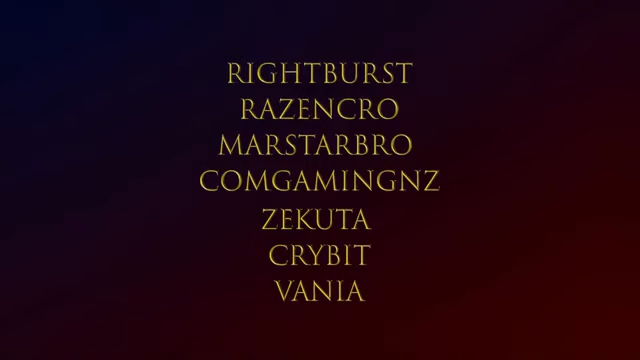 RIGHTBURST
RAZENCRO
MARSTARBRO
COMGAMINGNZ
ZEKUTA
CRYBIT
VANIA